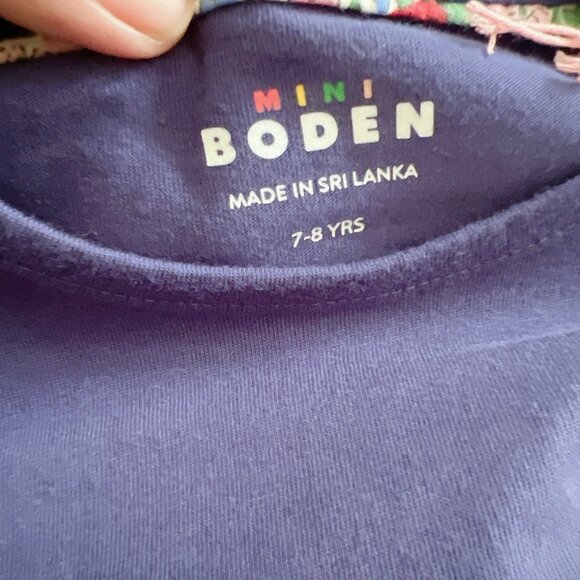 MINI
BODEN
MADE IN SRI LANKA
7-8 YRS